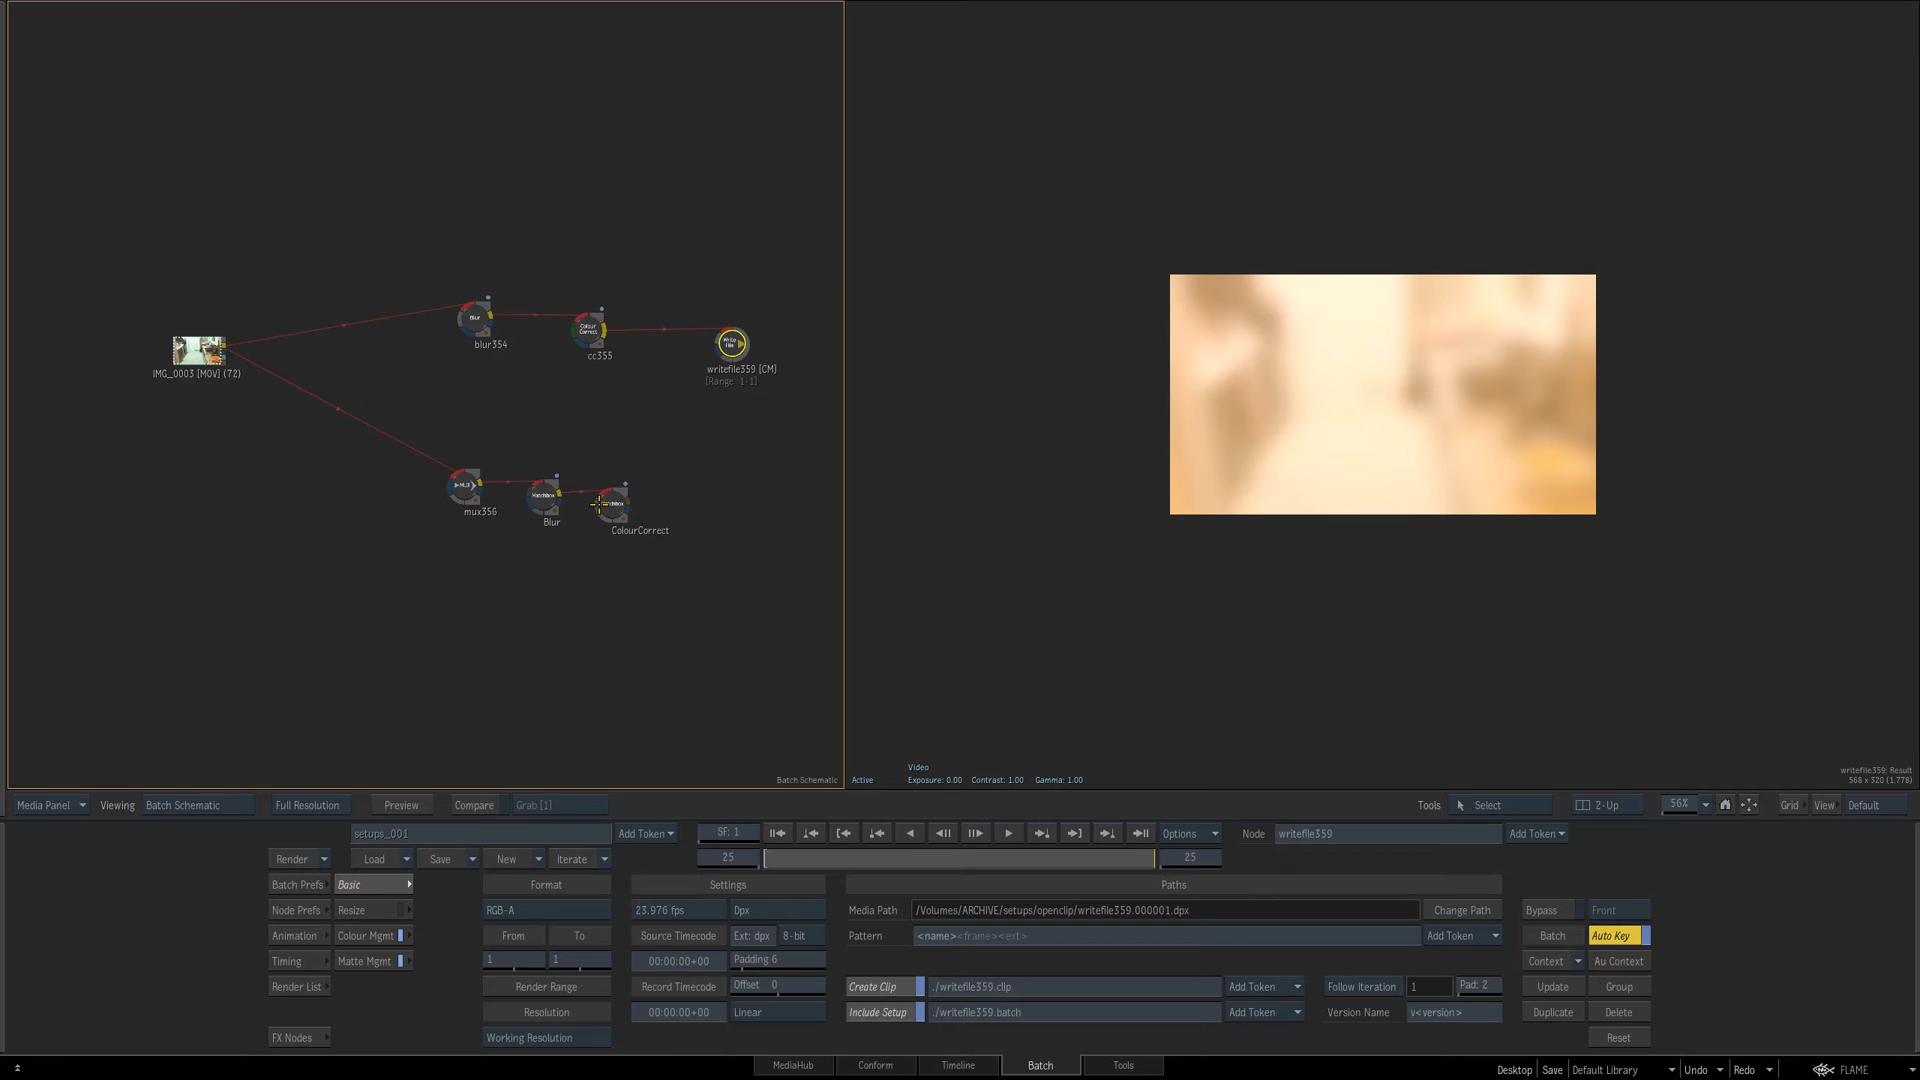 Blur
blur354
Colour
Correct
cc355
Write
File
writefile359 [CM]
[Range 1-1]
IMG_0003 [MOV] (72)
MUX
mux356
Matchbox
Blur
ColourCorrect
Batch Schematic
Active
Video
Exposure: 0.00 Contrast: 1.00 Gamma: 1.00
writefile359: Result
568 x 320 (1.778)
Media Panel Viewing Batch Schematic Full Resolution Preview Compare Grab [1] Tools Select 2-Up 56% Grid View Default
setups_001 Add Token SF: 1 Options Node writefile359 Add Token
Render Load Save New Iterate 25 25
Batch Prefs Basic Format Settings Paths
Node Prefs Resize RGB-A 23.976 fps Dpx Media Path /Volumes/ARCHIVE/setups/openclip/writefile359.000001.dpx Change Path Bypass Front
Animation Colour Mgmt From To Source Timecode Ext: dpx 8-bit Pattern <name><frame><ext> Add Token Batch Auto Key
Timing Matte Mgmt 1 1 00:00:00+00 Padding 6 Context Au Context
Render List Render Range Record Timecode Offset 0 Create Clip ./writefile359.clip Add Token Follow Iteration 1 Pad: 2 Update Group
Resolution 00:00:00+00 Linear Include Setup ./writefile359.batch Add Token Version Name v<version> Duplicate Delete
FX Nodes Working Resolution Reset
MediaHub Conform Timeline Batch Tools Desktop Save Default Library Undo Redo FLAME